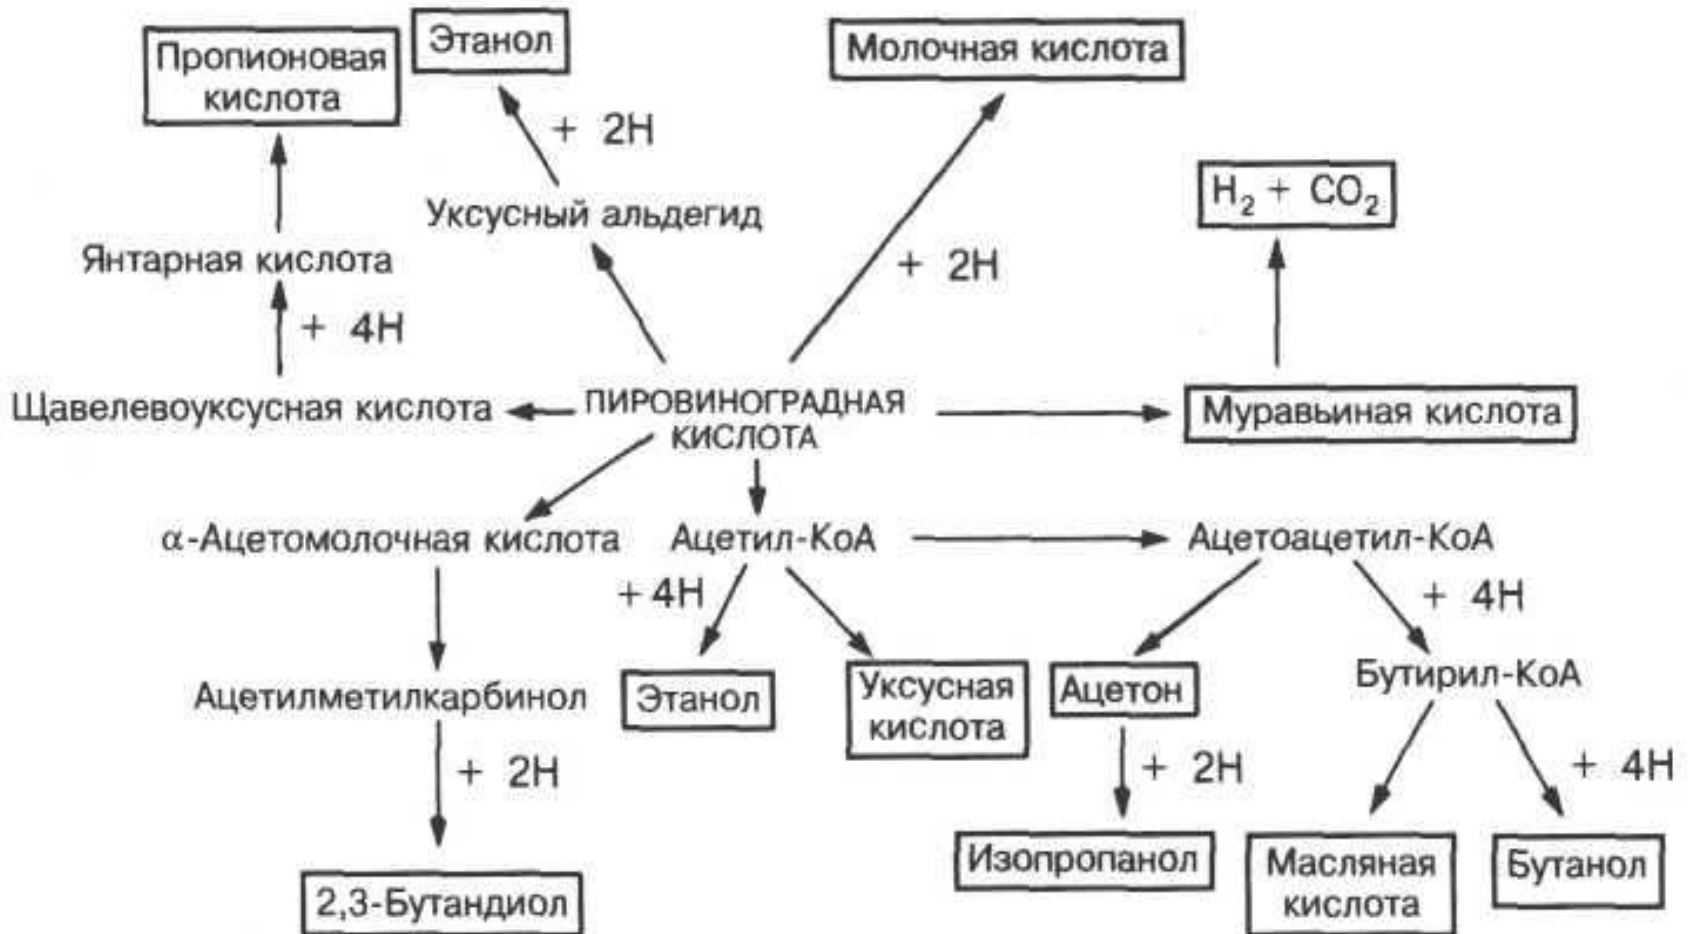 Этанол
Молочная кислота
Пропионовая
кислота
+ 2H
H₂ + CO₂
Уксусный альдегид
Янтарная кислота
+ 2H
+ 4H
Щавелевоуксусная кислота
ПИРОВИНОГРАДНАЯ
КИСЛОТА
Муравьиная кислота
α-Ацетомолочная кислота
Ацетил-КоА
Ацетоацетил-КоА
+ 4H
+ 4H
Ацетилметилкарбинол
Этанол
Уксусная
кислота
Ацетон
Бутирил-КоА
+ 2H
+ 2H
+ 4H
2,3-Бутандиол
Изопропанол
Масляная
кислота
Бутанол